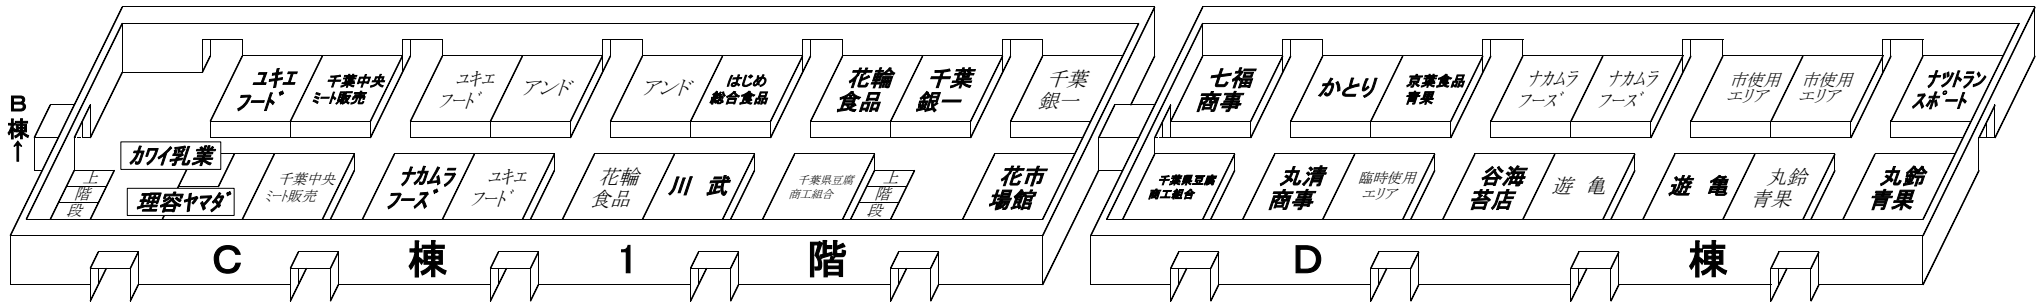 B
棟
↑
ユキエ
フード
千葉中央
ミート販売
ユキエ
フード
アンド
アンド
はじめ
総合食品
花輪
食品
千葉
銀一
千葉
銀一
カワイ乳業
理容ヤマダ
上
階
段
千葉中央
ミート販売
ナカムラ
フーズ
ユキエ
フード
花輪
食品
川 武
千葉県豆腐
商工組合
上
階
段
花市
場館
C 棟 1 階
七福
商事
かとり
京葉食品
青果
ナカムラ
フーズ
ナカムラ
フーズ
市使用
エリア
市使用
エリア
ナットラン
スポート
千葉県豆腐
商工組合
丸清
商事
臨時使用
エリア
谷海
苔店
遊 亀
遊 亀
丸鈴
青果
丸鈴
青果
D 棟